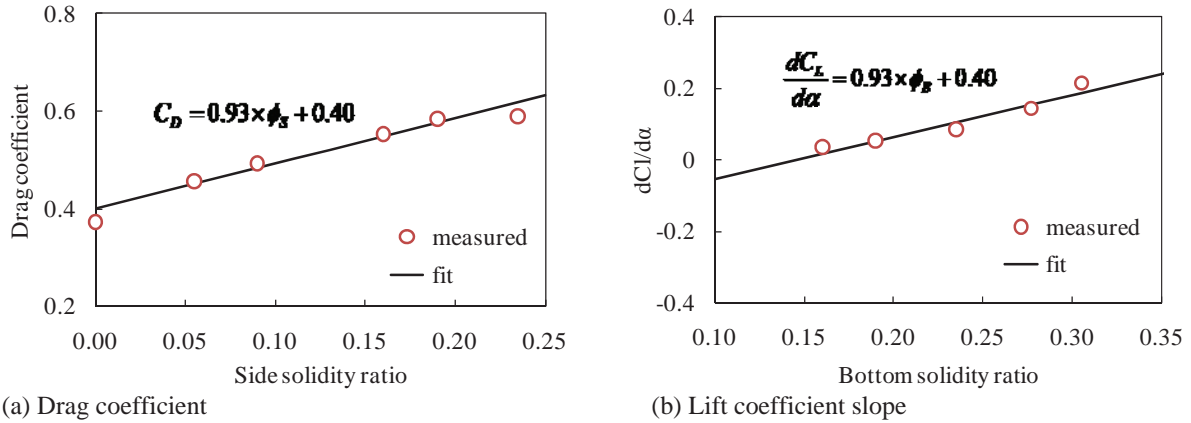 0.8
0.6
0.4
0.2
Drag coefficient
C_D = 0.93 × ϕ_S + 0.40
measured
fit
0.00 0.05 0.10 0.15 0.20 0.25
Side solidity ratio
(a) Drag coefficient
0.4
0.2
0
-0.2
-0.4
dCl/dα
dC_L/dα = 0.93 × ϕ_B + 0.40
measured
fit
0.10 0.15 0.20 0.25 0.30 0.35
Bottom solidity ratio
(b) Lift coefficient slope